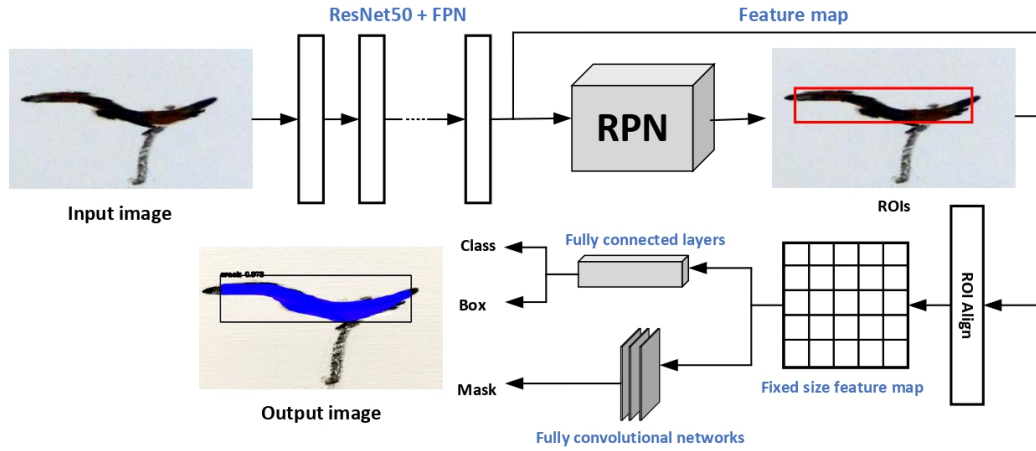 ResNet50 + FPN
Feature map
RPN
Input image
ROIs
Class
Fully connected layers
Box
ROI Align
Mask
Fixed size feature map
Output image
Fully convolutional networks